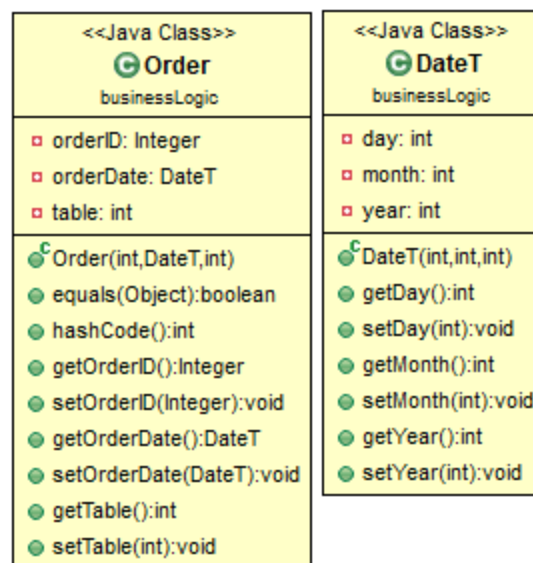 <<Java Class>>
Order
businessLogic
orderID: Integer
orderDate: DateT
table: int
Order(int,DateT,int)
equals(Object):boolean
hashCode():int
getOrderID():Integer
setOrderID(Integer):void
getOrderDate():DateT
setOrderDate(DateT):void
getTable():int
setTable(int):void
<<Java Class>>
DateT
businessLogic
day: int
month: int
year: int
DateT(int,int,int)
getDay():int
setDay(int):void
getMonth():int
setMonth(int):void
getYear():int
setYear(int):void